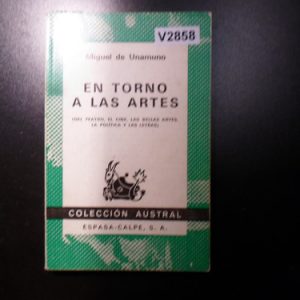 V2858
Miguel de Unamuno
EN TORNO
A LAS ARTES
(DEL TEATRO, EL CINE, LAS BELLAS ARTES,
LA POLÍTICA Y LAS LETRAS)
COLECCIÓN AUSTRAL
ESPASA-CALPE, S. A.